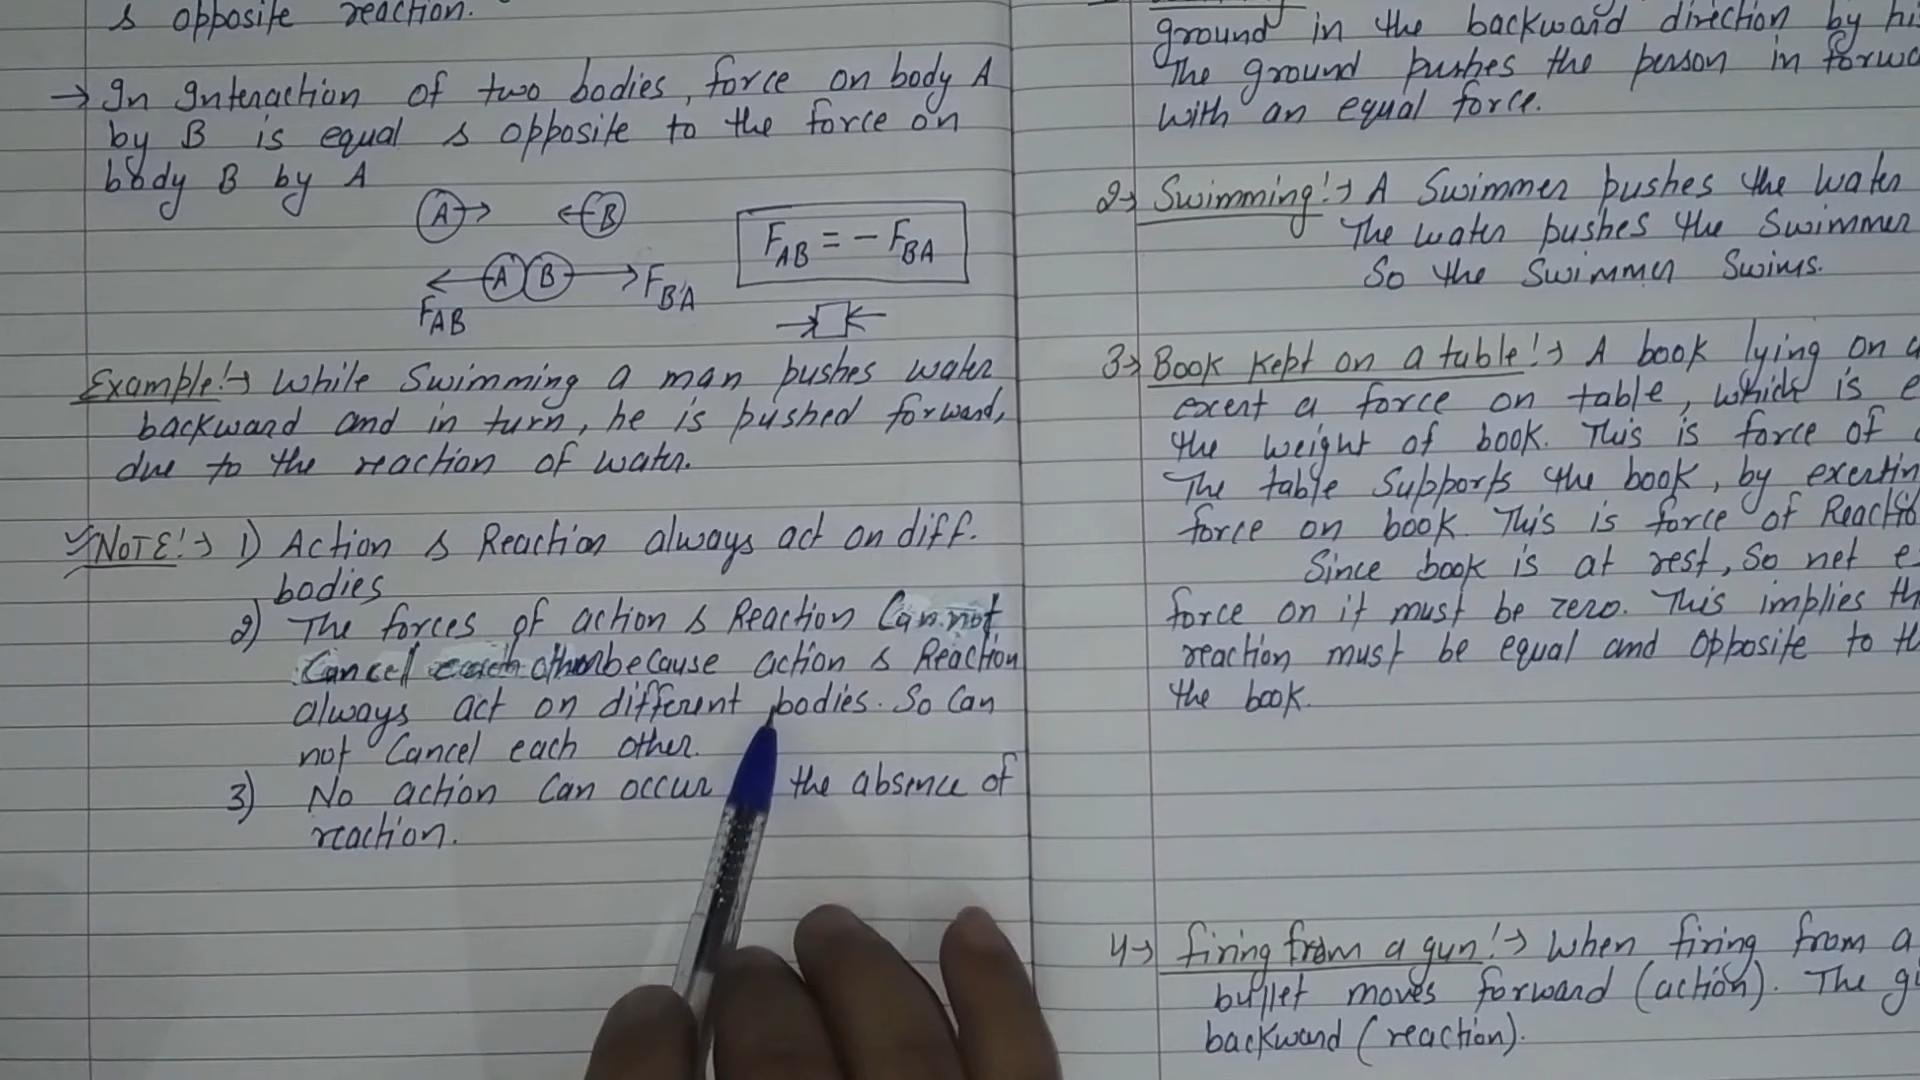 & opposite reaction.
→ In Interaction of two bodies, force on body A
by B is equal & opposite to the force on
body B by A
A → ← B
A B
F_AB F_BA
F_AB = - F_BA
Example:→ While Swimming a man pushes water
backward and in turn, he is pushed forward,
due to the reaction of water.
NOTE:→ 1) Action & Reaction always act on diff.
bodies
2) The forces of action & Reaction Can not
Cancel each other because action & Reaction
always act on different bodies. So Can
not Cancel each other.
3) No action Can occur the absence of
reaction.
ground in the backward direction by
The ground pushes the person in
with an equal force.
2→ Swimming:→ A Swimmer pushes the water
The water pushes the Swimmer
So the Swimmer Swims.
3→ Book Kept on a table:→ A book lying on
exert a force on table, which is
the weight of book. This is force of
The table Supports the book, by
force on book. This is force of
Since book is at rest, So net
force on it must be zero. This implies
reaction must be equal and opposite to
the book.
4→ firing from a gun:→ When firing from a
bullet moves forward (action). The
backward (reaction).